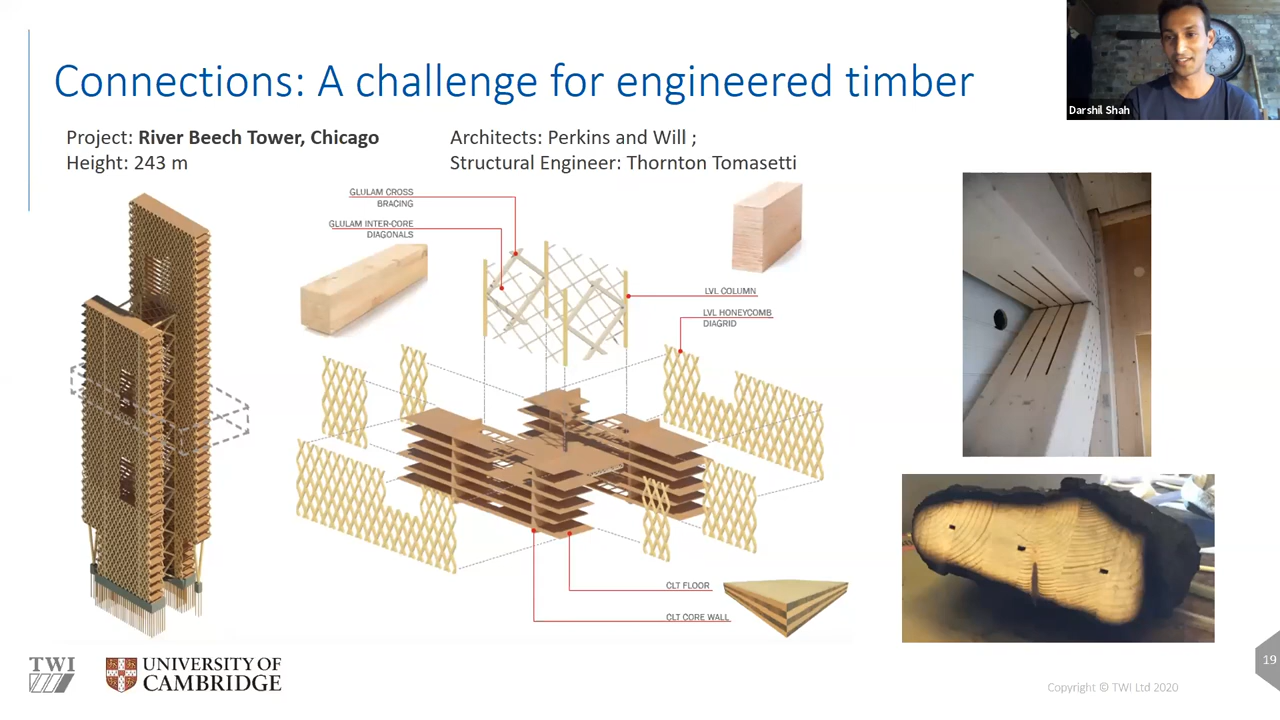 Connections: A challenge for engineered timber
Darshil Shah
Project: River Beech Tower, Chicago
Height: 243 m
Architects: Perkins and Will ;
Structural Engineer: Thornton Tomasetti
GLULAM CROSS
BRACING
GLULAM INTER-CORE
DIAGONALS
LVL COLUMN
LVL HONEYCOMB
DIAGRID
CLT FLOOR
CLT CORE WALL
TWI
UNIVERSITY OF
CAMBRIDGE
Copyright © TWI Ltd 2020
19